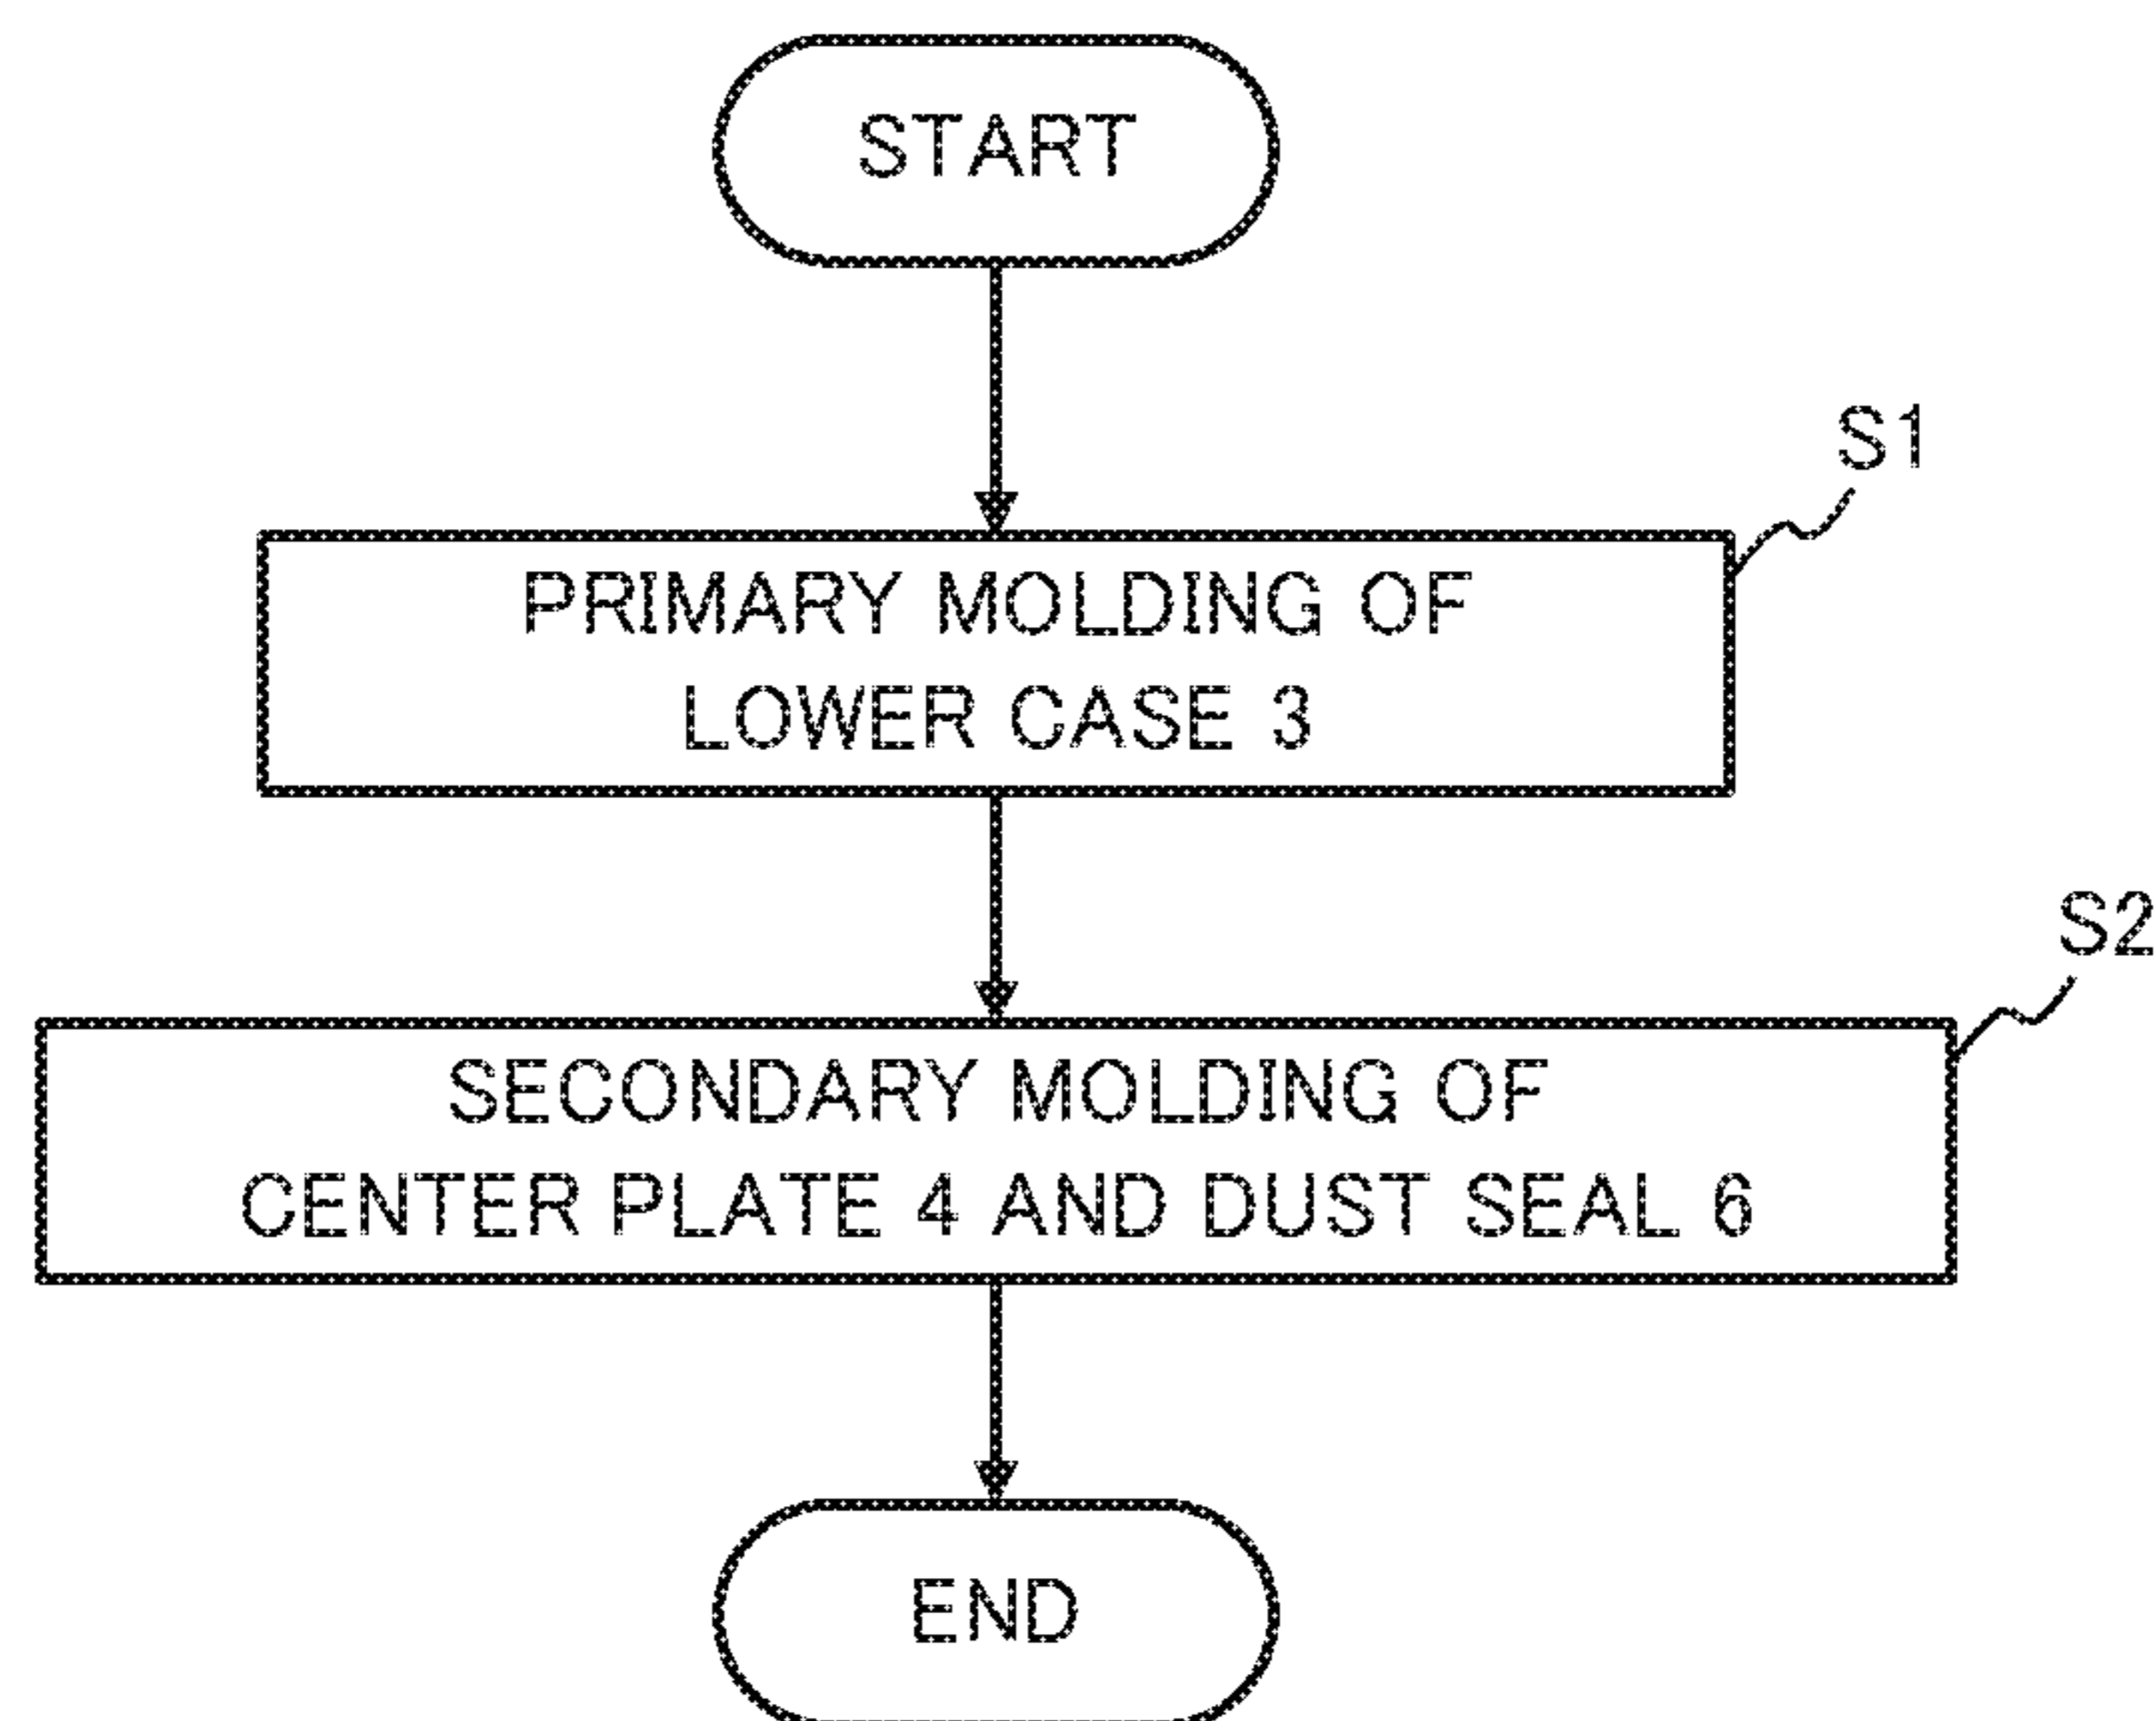 START
S1
PRIMARY MOLDING OF
LOWER CASE 3
S2
SECONDARY MOLDING OF
CENTER PLATE 4 AND DUST SEAL 6
END